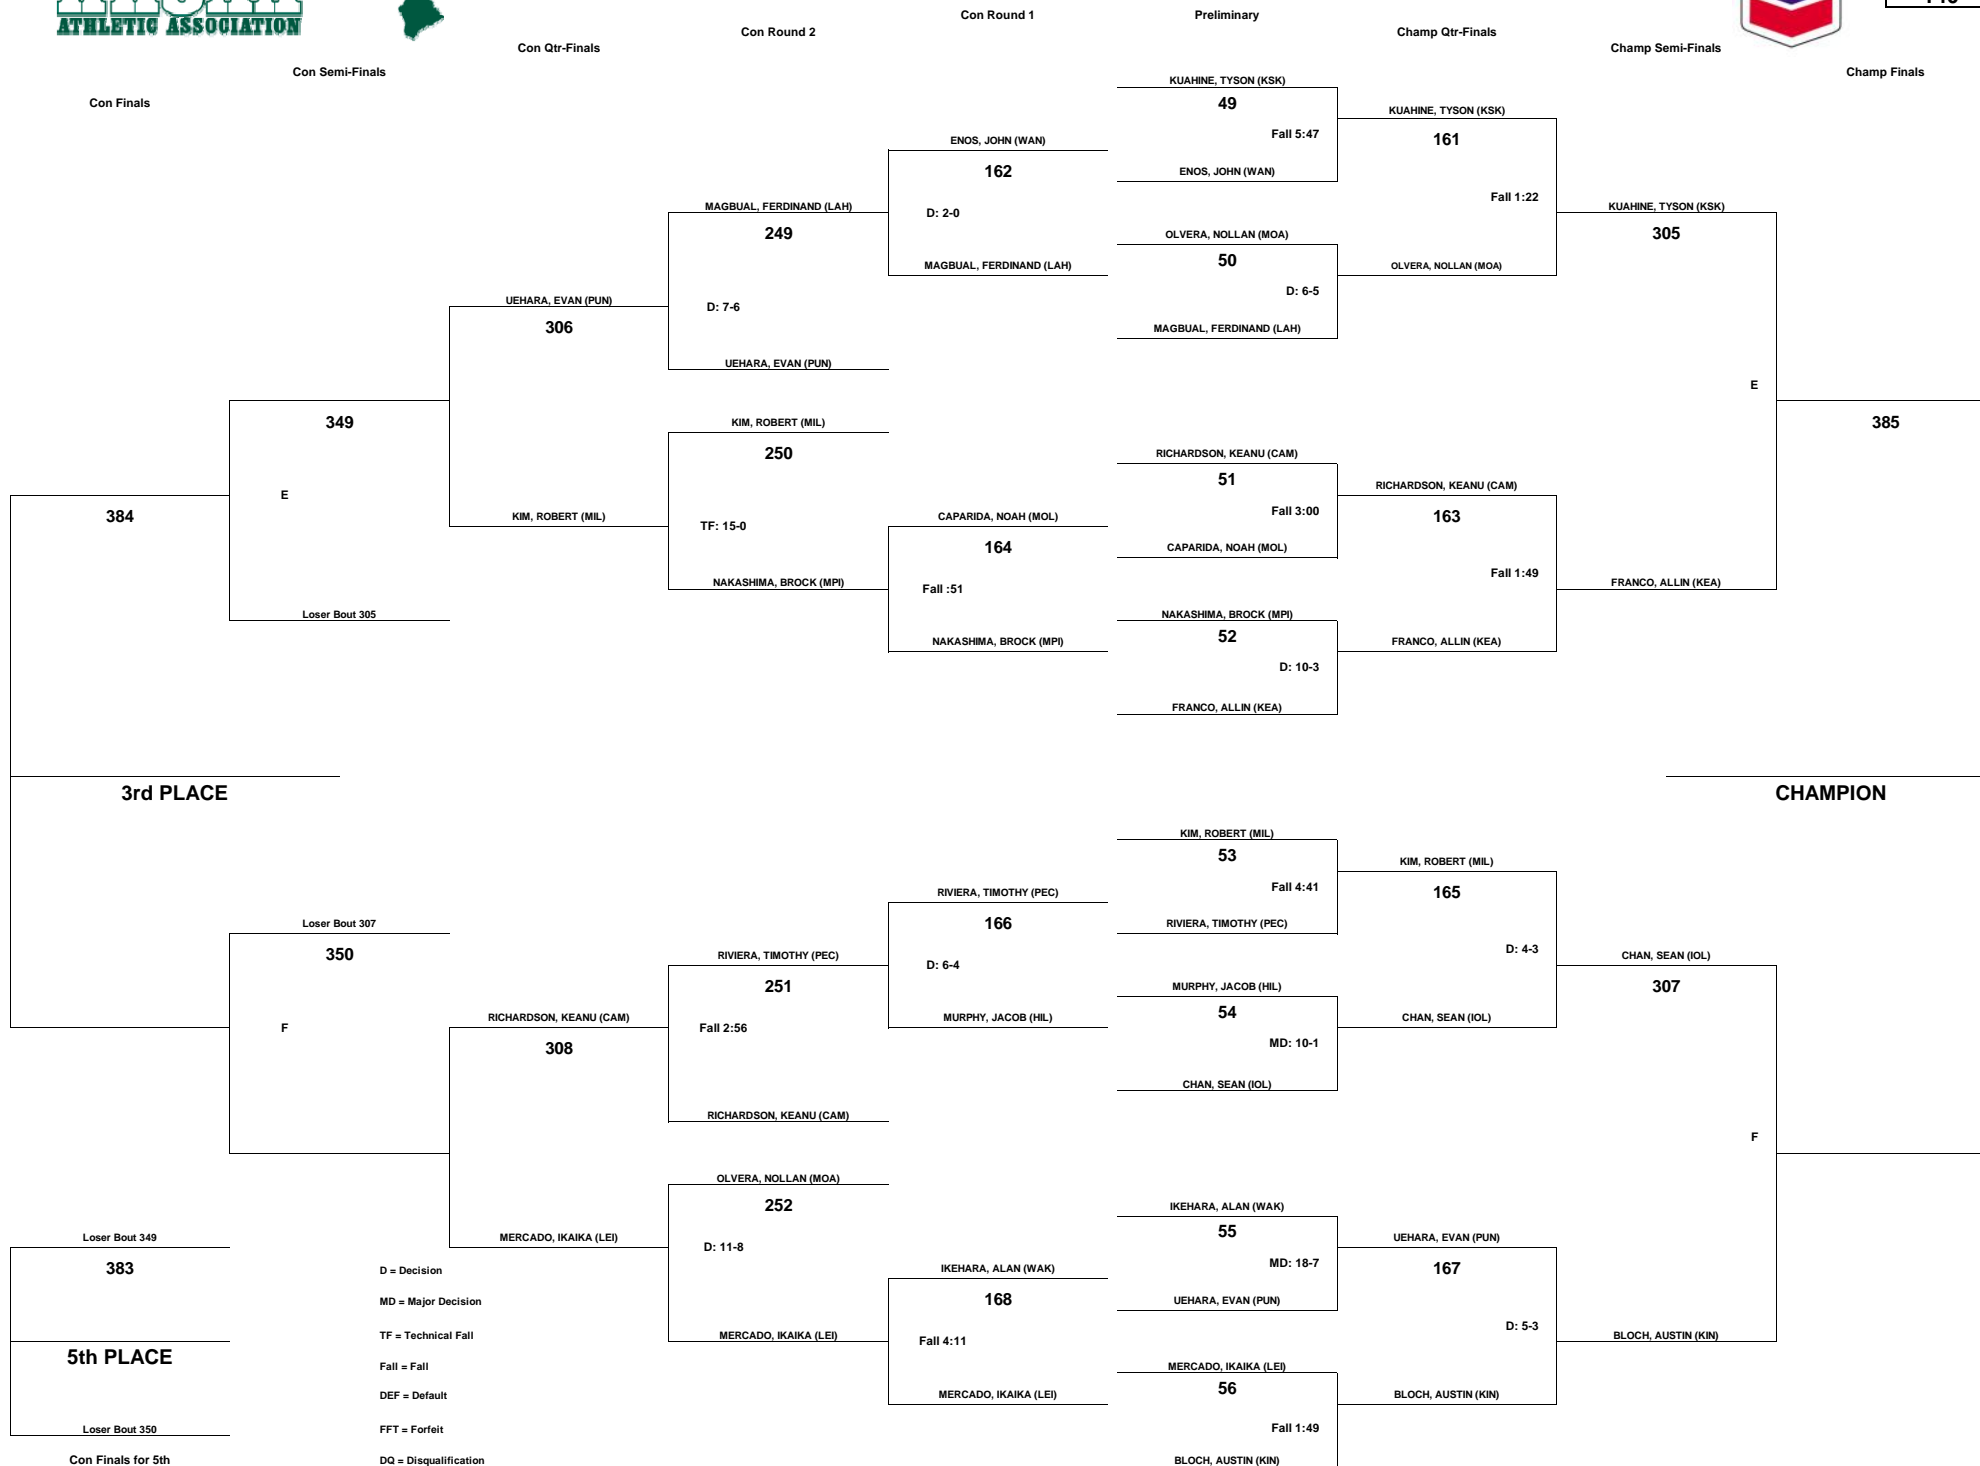 ATHLETIC ASSOCIATION
Con Round 1
Preliminary
Con Round 2
Champ Qtr-Finals
Con Qtr-Finals
Champ Semi-Finals
Con Semi-Finals
Champ Finals
Con Finals
KUAHINE, TYSON (KSK)
49
Fall 5:47
ENOS, JOHN (WAN)
OLVERA, NOLLAN (MOA)
50
D: 6-5
MAGBUAL, FERDINAND (LAH)
RICHARDSON, KEANU (CAM)
51
Fall 3:00
CAPARIDA, NOAH (MOL)
NAKASHIMA, BROCK (MPI)
52
D: 10-3
FRANCO, ALLIN (KEA)
KIM, ROBERT (MIL)
53
Fall 4:41
RIVIERA, TIMOTHY (PEC)
MURPHY, JACOB (HIL)
54
MD: 10-1
CHAN, SEAN (IOL)
IKEHARA, ALAN (WAK)
55
MD: 18-7
UEHARA, EVAN (PUN)
MERCADO, IKAIKA (LEI)
56
Fall 1:49
BLOCH, AUSTIN (KIN)
KUAHINE, TYSON (KSK)
161
Fall 1:22
OLVERA, NOLLAN (MOA)
RICHARDSON, KEANU (CAM)
163
Fall 1:49
FRANCO, ALLIN (KEA)
KIM, ROBERT (MIL)
165
D: 4-3
CHAN, SEAN (IOL)
UEHARA, EVAN (PUN)
167
D: 5-3
BLOCH, AUSTIN (KIN)
KUAHINE, TYSON (KSK)
305
E
FRANCO, ALLIN (KEA)
CHAN, SEAN (IOL)
307
F
BLOCH, AUSTIN (KIN)
385
CHAMPION
ENOS, JOHN (WAN)
162
D: 2-0
MAGBUAL, FERDINAND (LAH)
CAPARIDA, NOAH (MOL)
164
Fall :51
NAKASHIMA, BROCK (MPI)
RIVIERA, TIMOTHY (PEC)
166
D: 6-4
MURPHY, JACOB (HIL)
IKEHARA, ALAN (WAK)
168
Fall 4:11
MERCADO, IKAIKA (LEI)
MAGBUAL, FERDINAND (LAH)
249
D: 7-6
UEHARA, EVAN (PUN)
KIM, ROBERT (MIL)
250
TF: 15-0
NAKASHIMA, BROCK (MPI)
RIVIERA, TIMOTHY (PEC)
251
Fall 2:56
RICHARDSON, KEANU (CAM)
OLVERA, NOLLAN (MOA)
252
D: 11-8
MERCADO, IKAIKA (LEI)
UEHARA, EVAN (PUN)
306
KIM, ROBERT (MIL)
RICHARDSON, KEANU (CAM)
308
MERCADO, IKAIKA (LEI)
349
E
Loser Bout 305
Loser Bout 307
350
F
384
3rd PLACE
Loser Bout 349
383
5th PLACE
Loser Bout 350
Con Finals for 5th
D = Decision
MD = Major Decision
TF = Technical Fall
Fall = Fall
DEF = Default
FFT = Forfeit
DQ = Disqualification